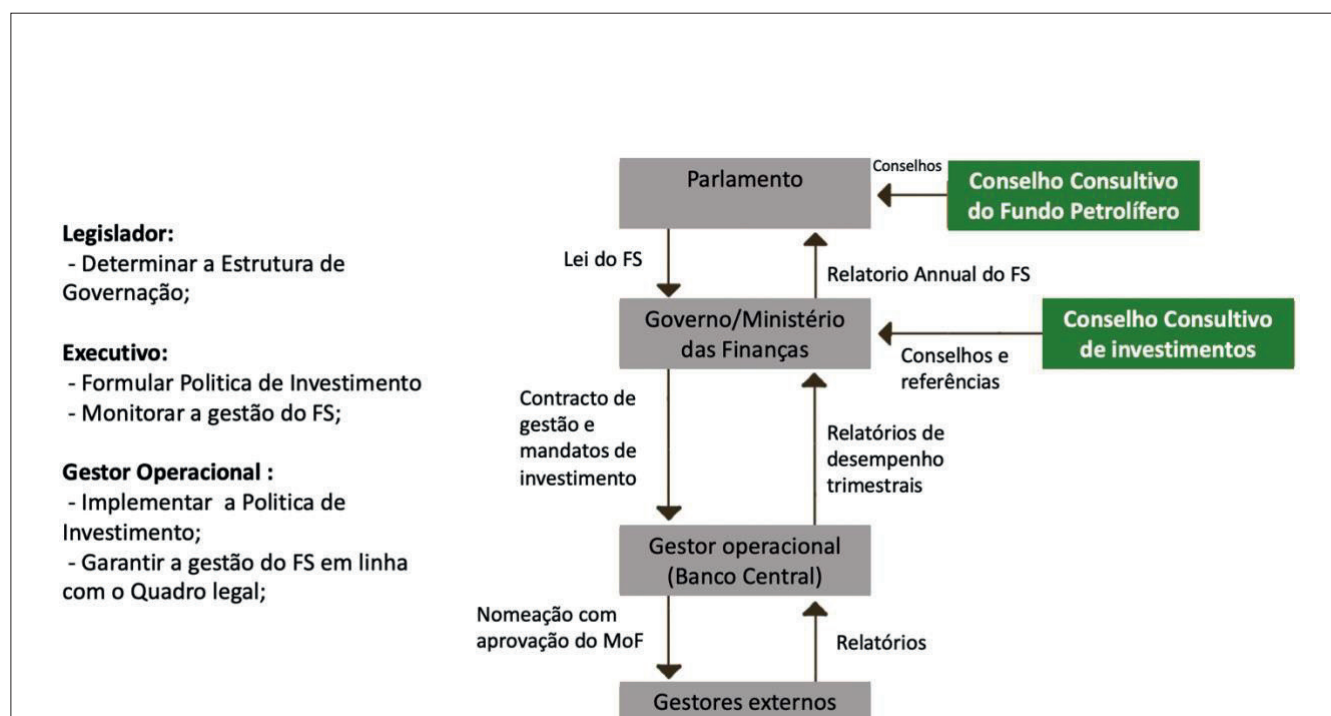 Legislador:
- Determinar a Estrutura de
Governação;
Executivo:
- Formular Politica de Investimento
- Monitorar a gestão do FS;
Gestor Operacional :
- Implementar a Politica de
Investimento;
- Garantir a gestão do FS em linha
com o Quadro legal;
Parlamento
Conselhos
Conselho Consultivo
do Fundo Petrolífero
Lei do FS
Relatorio Annual do FS
Governo/Ministério
das Finanças
Conselho Consultivo
de investimentos
Conselhos e
referências
Contracto de
gestão e
mandatos de
investimento
Relatórios de
desempenho
trimestrais
Gestor operacional
(Banco Central)
Nomeação com
aprovação do MoF
Relatórios
Gestores externos